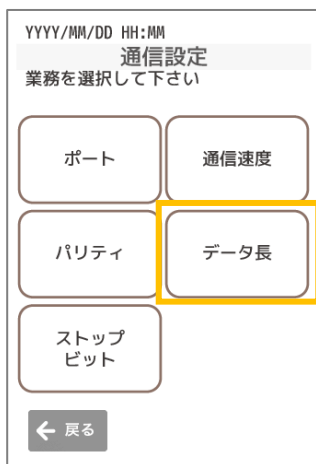 YYYY/MM/DD HH:MM
通信設定
業務を選択して下さい
ポート
通信速度
パリティ
データ長
ストップ
ビット
戻る